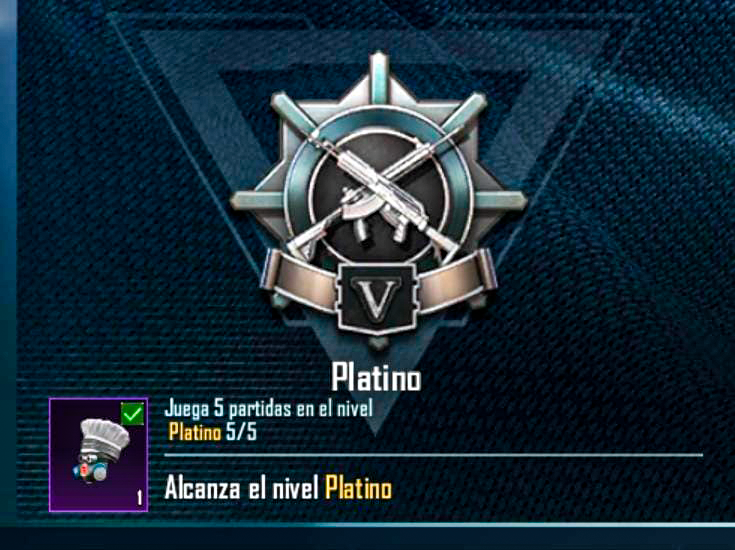 V
Platino
Juega 5 partidas en el nivel
Platino 5/5
1
Alcanza el nivel Platino